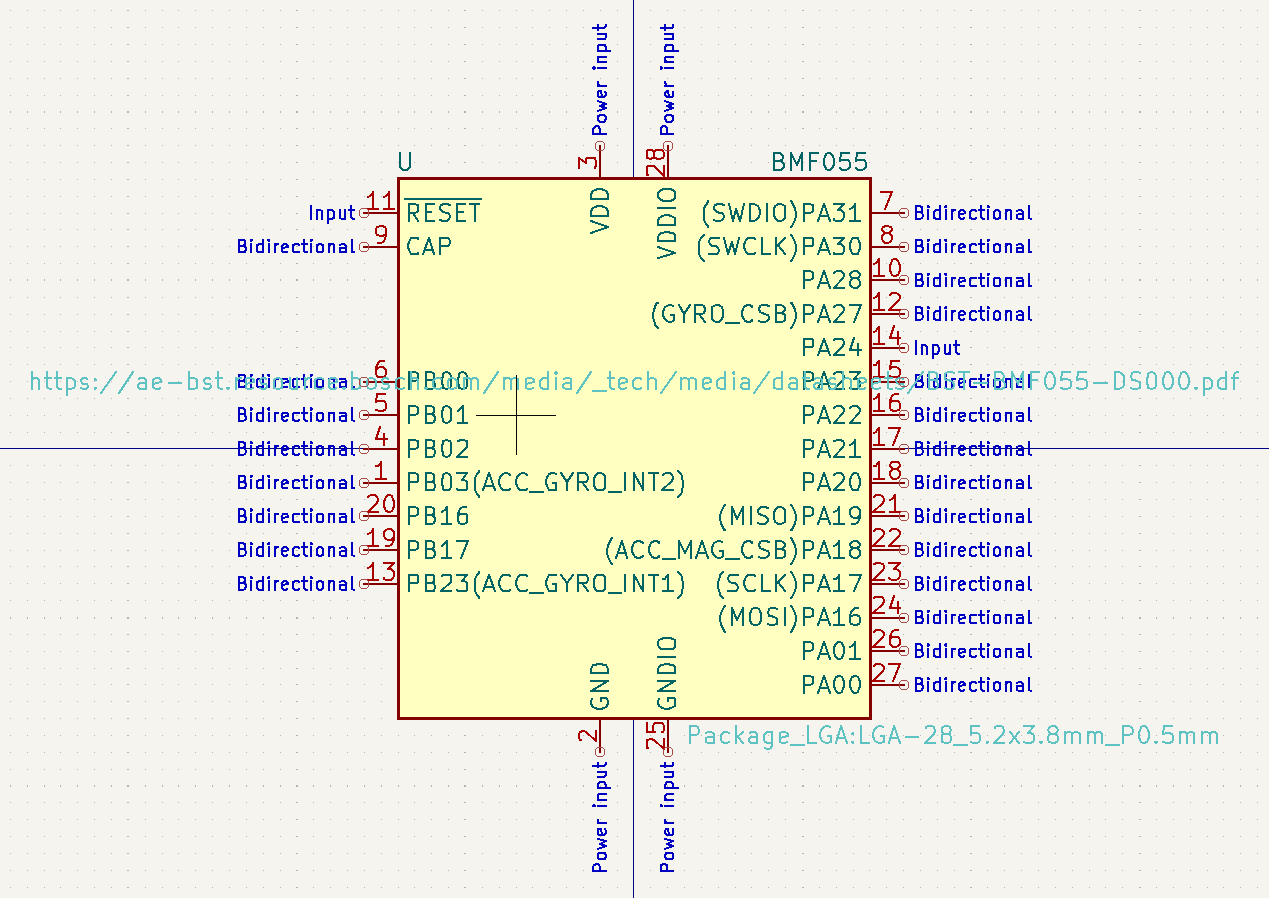 Power input
Power input
3
28
U
BMF055
VDD
VDDIO
Input 11 RESET
(SWDIO)PA31 7 Bidirectional
Bidirectional 9 CAP
(SWCLK)PA30 8 Bidirectional
PA28 10 Bidirectional
(GYRO_CSB)PA27 12 Bidirectional
PA24 14 Input
https://ae-bst.resource.bosch.com/media/_tech/media/datasheets/BST-BMF055-DS000.pdf
Bidirectional 6 PB00
PA23 15 Bidirectional
Bidirectional 5 PB01
PA22 16 Bidirectional
Bidirectional 4 PB02
PA21 17 Bidirectional
Bidirectional 1 PB03(ACC_GYRO_INT2)
PA20 18 Bidirectional
Bidirectional 20 PB16
(MISO)PA19 21 Bidirectional
Bidirectional 19 PB17
(ACC_MAG_CSB)PA18 22 Bidirectional
Bidirectional 13 PB23(ACC_GYRO_INT1)
(SCLK)PA17 23 Bidirectional
(MOSI)PA16 24 Bidirectional
PA01 26 Bidirectional
PA00 27 Bidirectional
GND
GNDIO
2
25
Package_LGA:LGA-28_5.2x3.8mm_P0.5mm
Power input
Power input